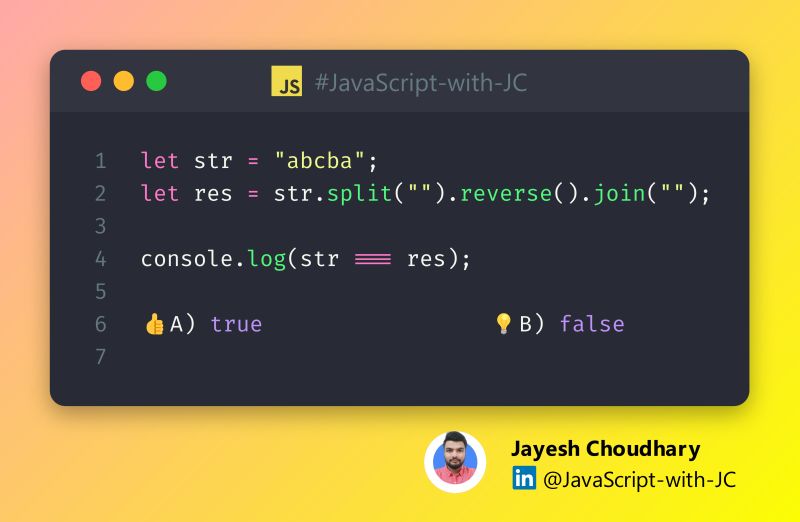 JS #JavaScript-with-JC
1 let str = "abcba";
2 let res = str.split("").reverse().join("");
3
4 console.log(str === res);
5
6 👍A) true 💡B) false
7
Jayesh Choudhary
in @JavaScript-with-JC